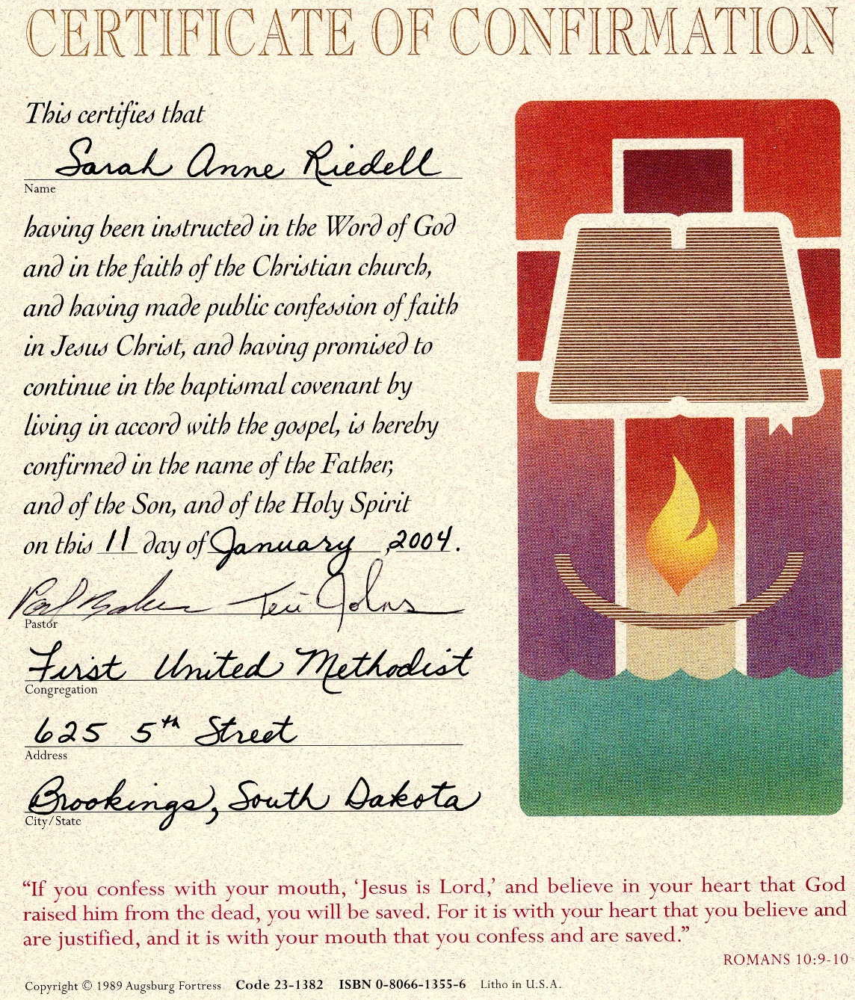 CERTIFICATE OF CONFIRMATION
This certifies that
Sarah Anne Riedell
Name
having been instructed in the Word of God
and in the faith of the Christian church,
and having made public confession of faith
in Jesus Christ, and having promised to
continue in the baptismal covenant by
living in accord with the gospel, is hereby
confirmed in the name of the Father,
and of the Son, and of the Holy Spirit
on this 11 day of January, 2004.
Teri Johns
Pastor
First United Methodist
Congregation
625 5th Street
Address
Brookings, South Dakota
City/State
“If you confess with your mouth, ‘Jesus is Lord,’ and believe in your heart that God
raised him from the dead, you will be saved. For it is with your heart that you believe and
are justified, and it is with your mouth that you confess and are saved.”
ROMANS 10:9-10
Copyright © 1989 Augsburg Fortress Code 23-1382 ISBN 0-8066-1355-6 Litho in U.S.A.